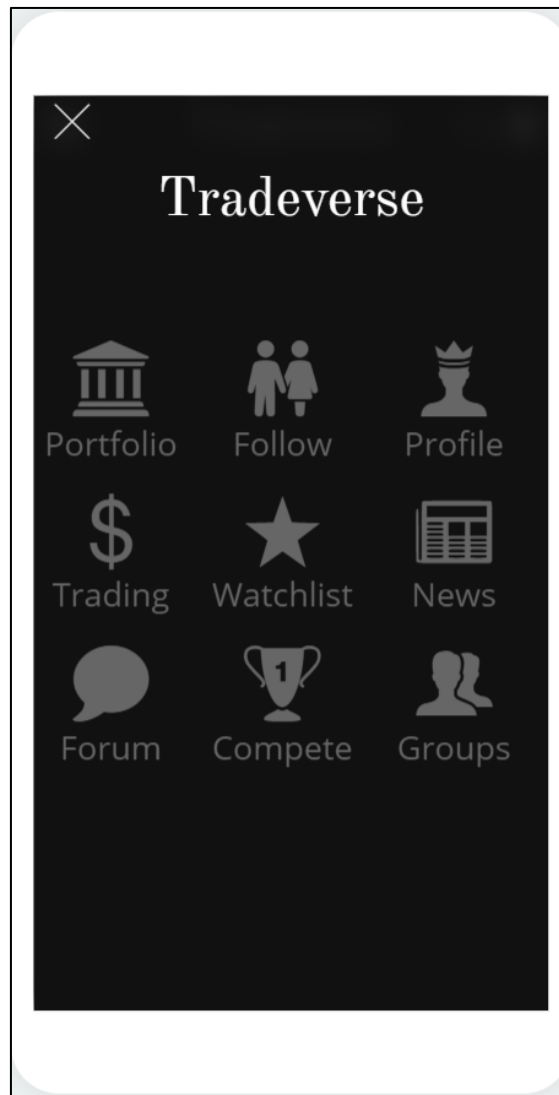 Tradeverse
Portfolio Follow Profile
$
Trading Watchlist News
1
Forum Compete Groups